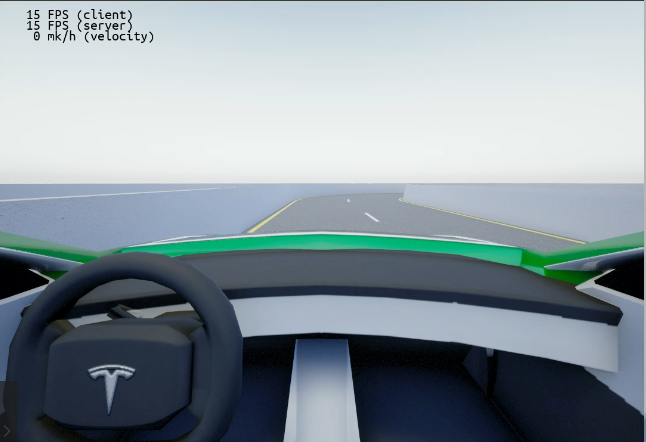 15 FPS (client)
15 FPS (server)
0 mk/h (velocity)